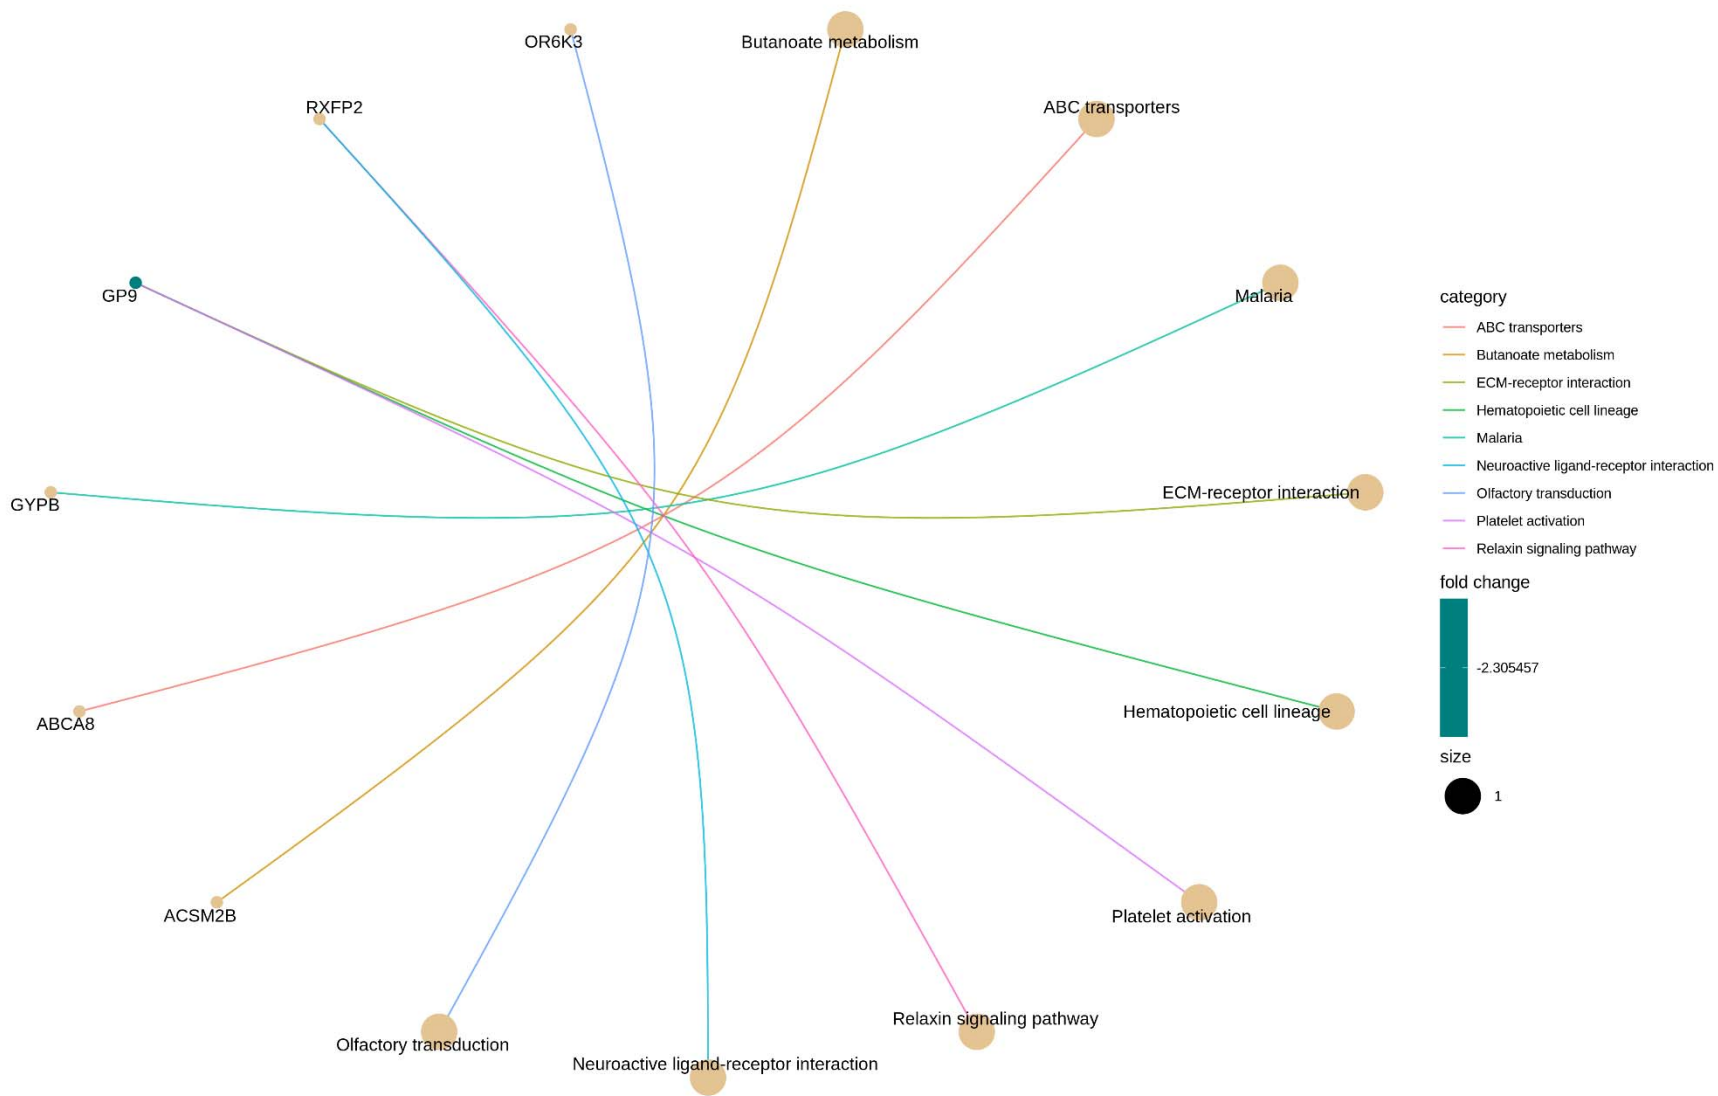 OR6K3
Butanoate metabolism
RXFP2
ABC transporters
GP9
Malaria
GYPB
ECM-receptor interaction
ABCA8
Hematopoietic cell lineage
ACSM2B
Platelet activation
Olfactory transduction
Relaxin signaling pathway
Neuroactive ligand-receptor interaction
category
ABC transporters
Butanoate metabolism
ECM-receptor interaction
Hematopoietic cell lineage
Malaria
Neuroactive ligand-receptor interaction
Olfactory transduction
Platelet activation
Relaxin signaling pathway
fold change
-2.305457
size
1